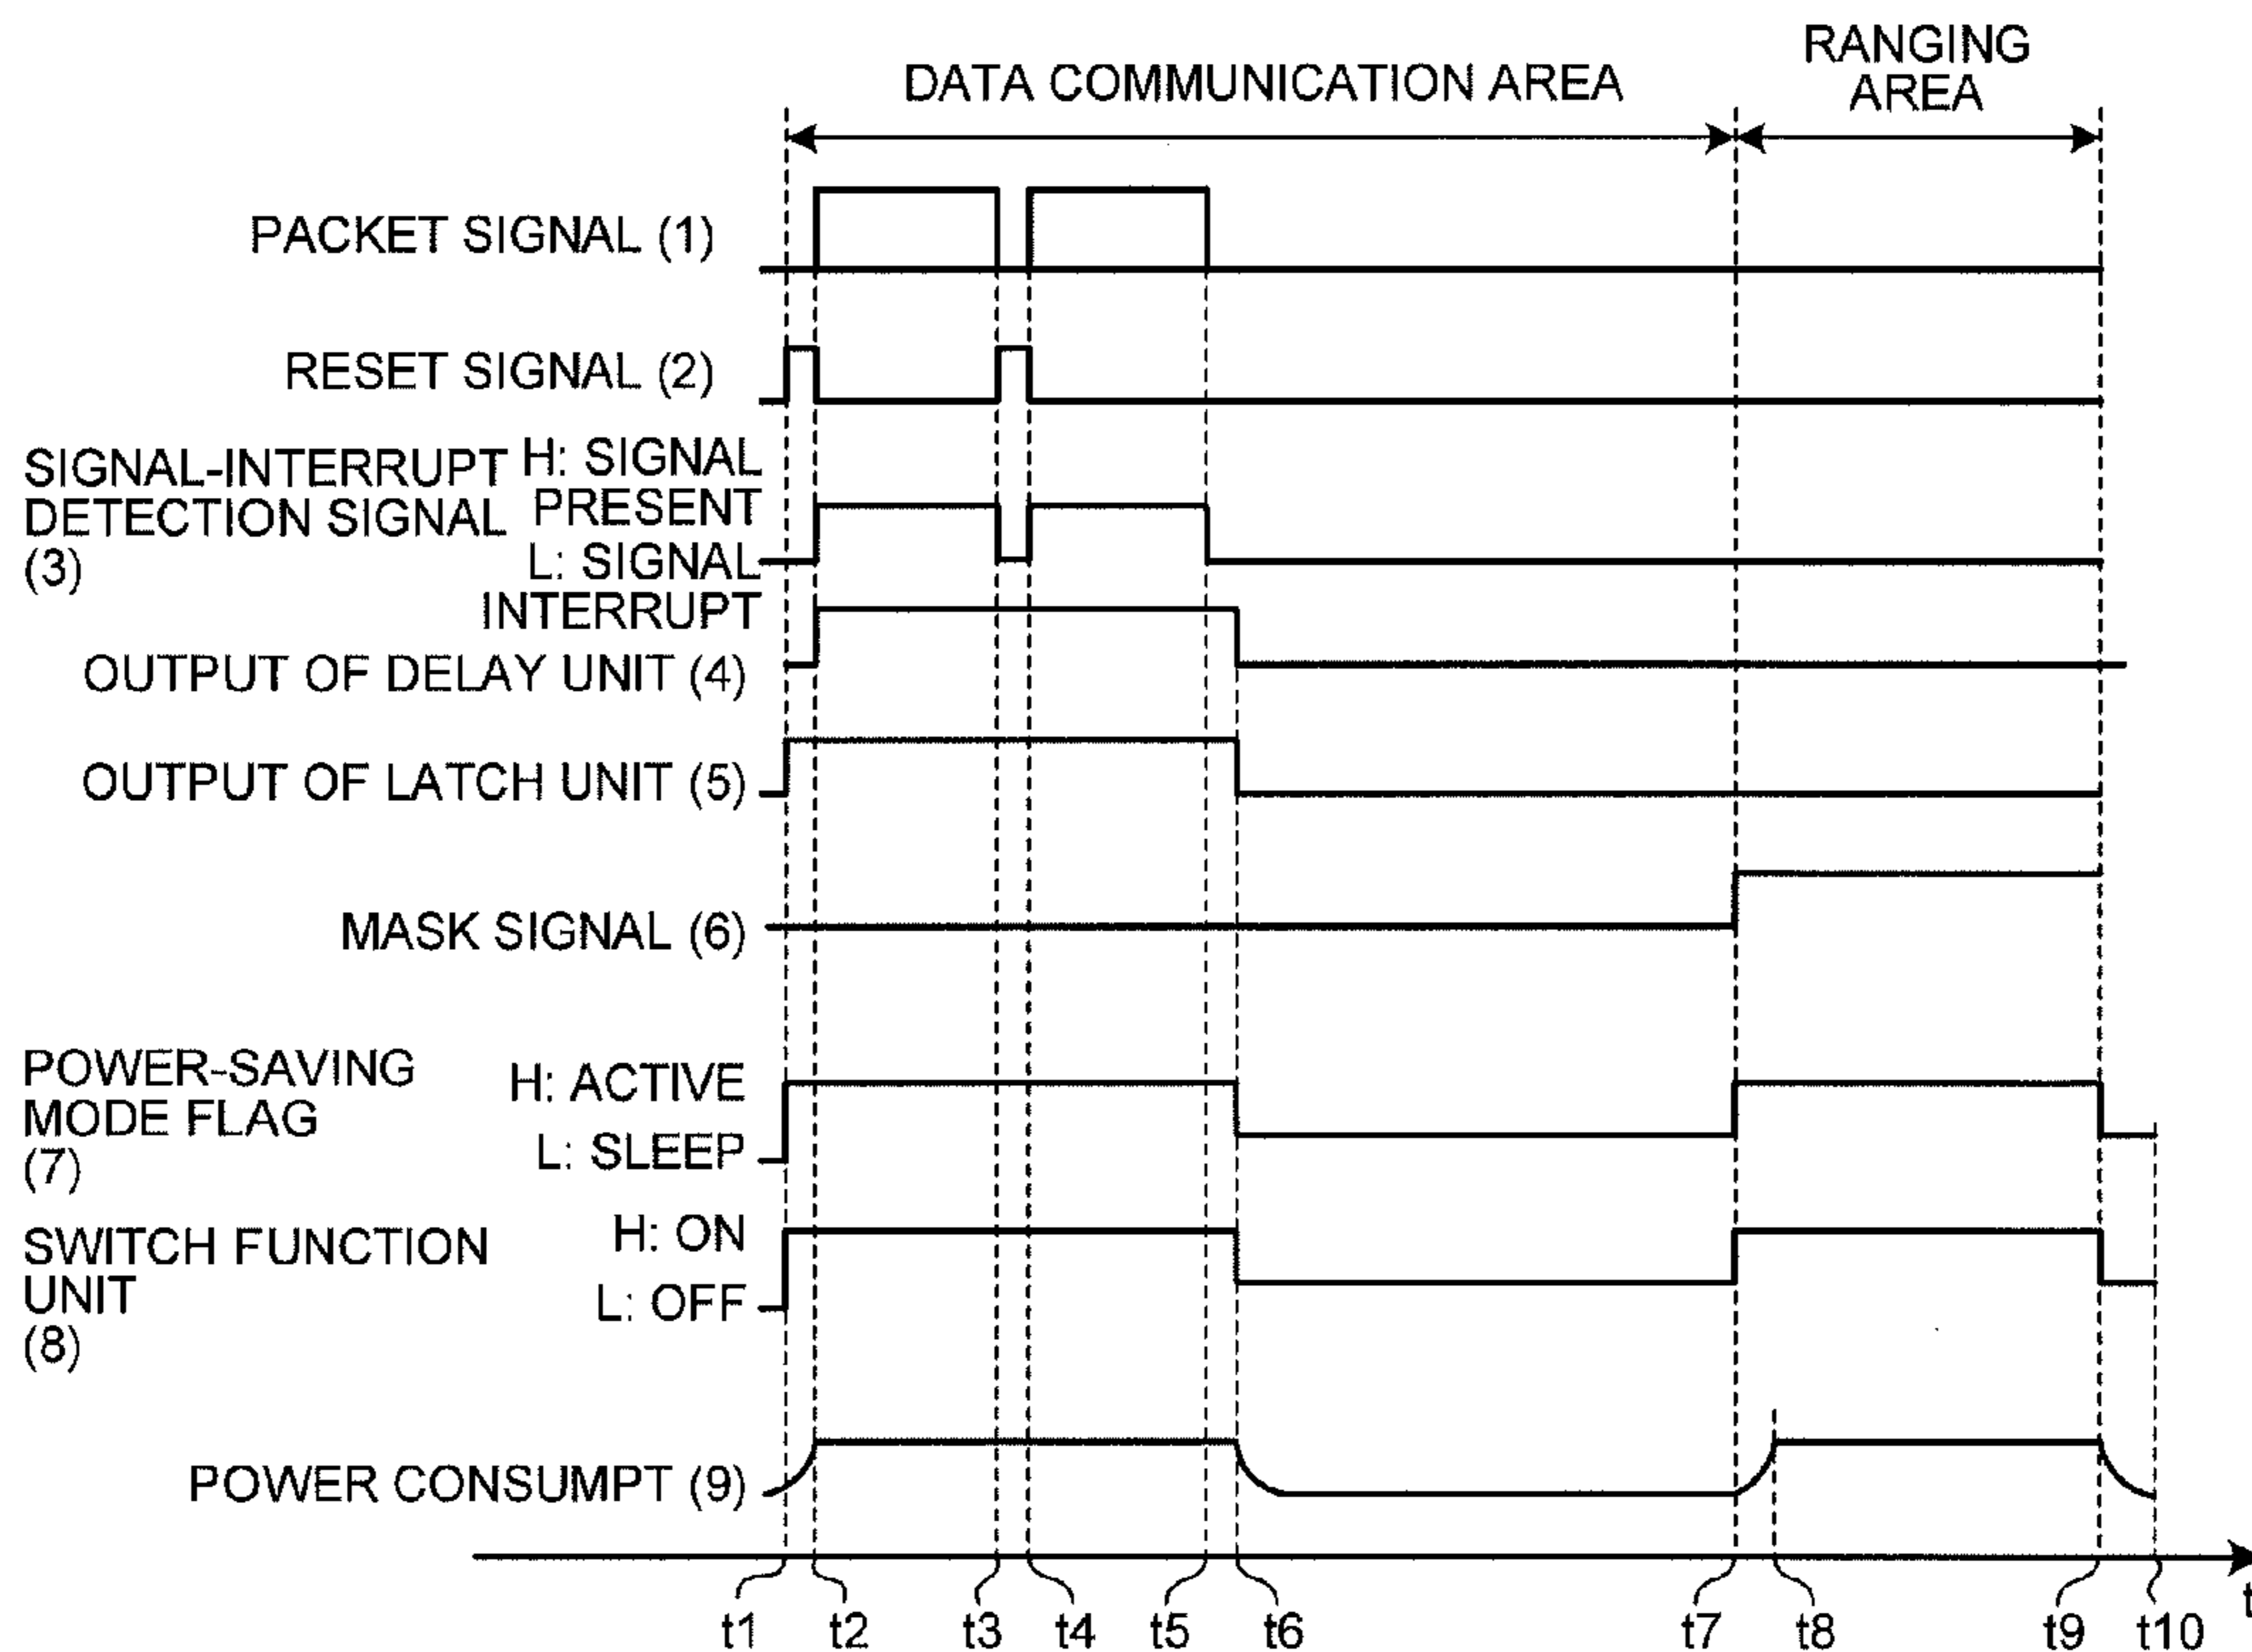 RANGING
AREA
DATA COMMUNICATION AREA
PACKET SIGNAL (1)
RESET SIGNAL (2)
SIGNAL-INTERRUPT
DETECTION SIGNAL
(3)
H: SIGNAL
PRESENT
L: SIGNAL
INTERRUPT
OUTPUT OF DELAY UNIT (4)
OUTPUT OF LATCH UNIT (5)
MASK SIGNAL (6)
POWER-SAVING
MODE FLAG
(7)
H: ACTIVE
L: SLEEP
SWITCH FUNCTION
UNIT
(8)
H: ON
L: OFF
POWER CONSUMPT (9)
t
t1 t2 t3 t4 t5 t6 t7 t8 t9 t10